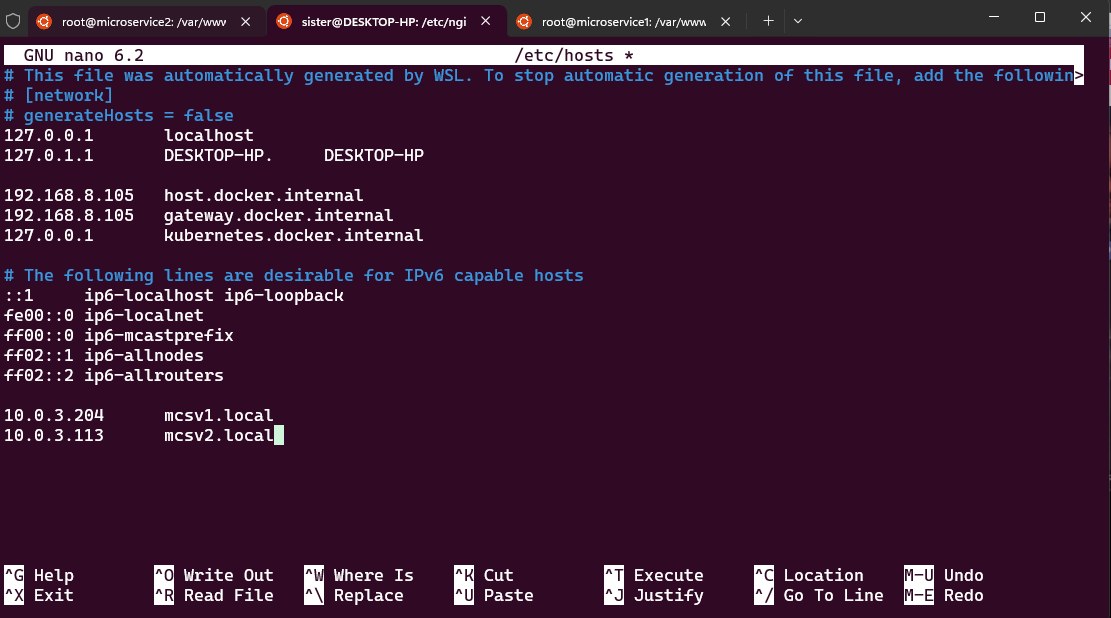 root@microservice2: /var/www
sister@DESKTOP-HP: /etc/ngi
root@microservice1: /var/www
GNU nano 6.2 /etc/hosts *
# This file was automatically generated by WSL. To stop automatic generation of this file, add the followin>
# [network]
# generateHosts = false
127.0.0.1 localhost
127.0.1.1 DESKTOP-HP. DESKTOP-HP
192.168.8.105 host.docker.internal
192.168.8.105 gateway.docker.internal
127.0.0.1 kubernetes.docker.internal
# The following lines are desirable for IPv6 capable hosts
::1 ip6-localhost ip6-loopback
fe00::0 ip6-localnet
ff00::0 ip6-mcastprefix
ff02::1 ip6-allnodes
ff02::2 ip6-allrouters
10.0.3.204 mcsv1.local
10.0.3.113 mcsv2.local
^G Help ^O Write Out ^W Where Is ^K Cut ^T Execute ^C Location M-U Undo
^X Exit ^R Read File ^\ Replace ^U Paste ^J Justify ^/ Go To Line M-E Redo